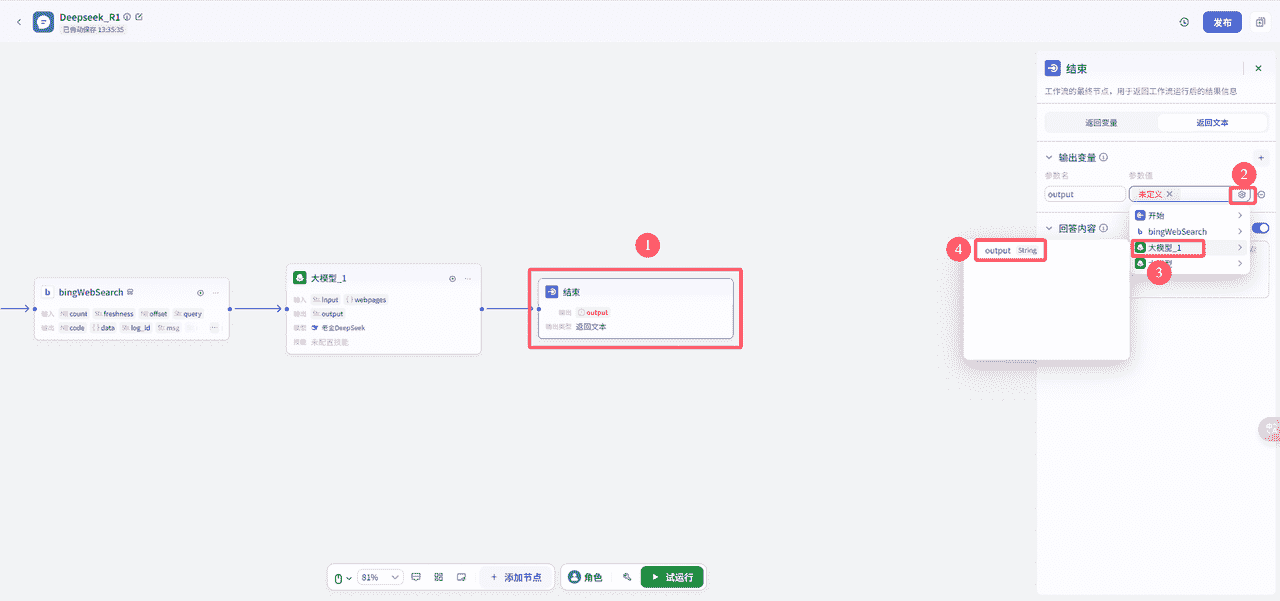 Deepseek_R1
已自动保存 13:35:35
发布
结束
工作流的最终节点，用于返回工作流运行后的结果信息
返回变量 返回文本
输出变量
参数名 参数值
output 未定义
2
开始
回答内容
bingWebSearch
大模型_1
3
4
output String
1
bingWebSearch
输入 count freshness offset query
输出 code data log_id msg
大模型_1
输入 input webpages
输出 output
模型 老金DeepSeek
技能 未配置技能
结束
输出 output
输出类型 返回文本
81% 添加节点 角色 试运行